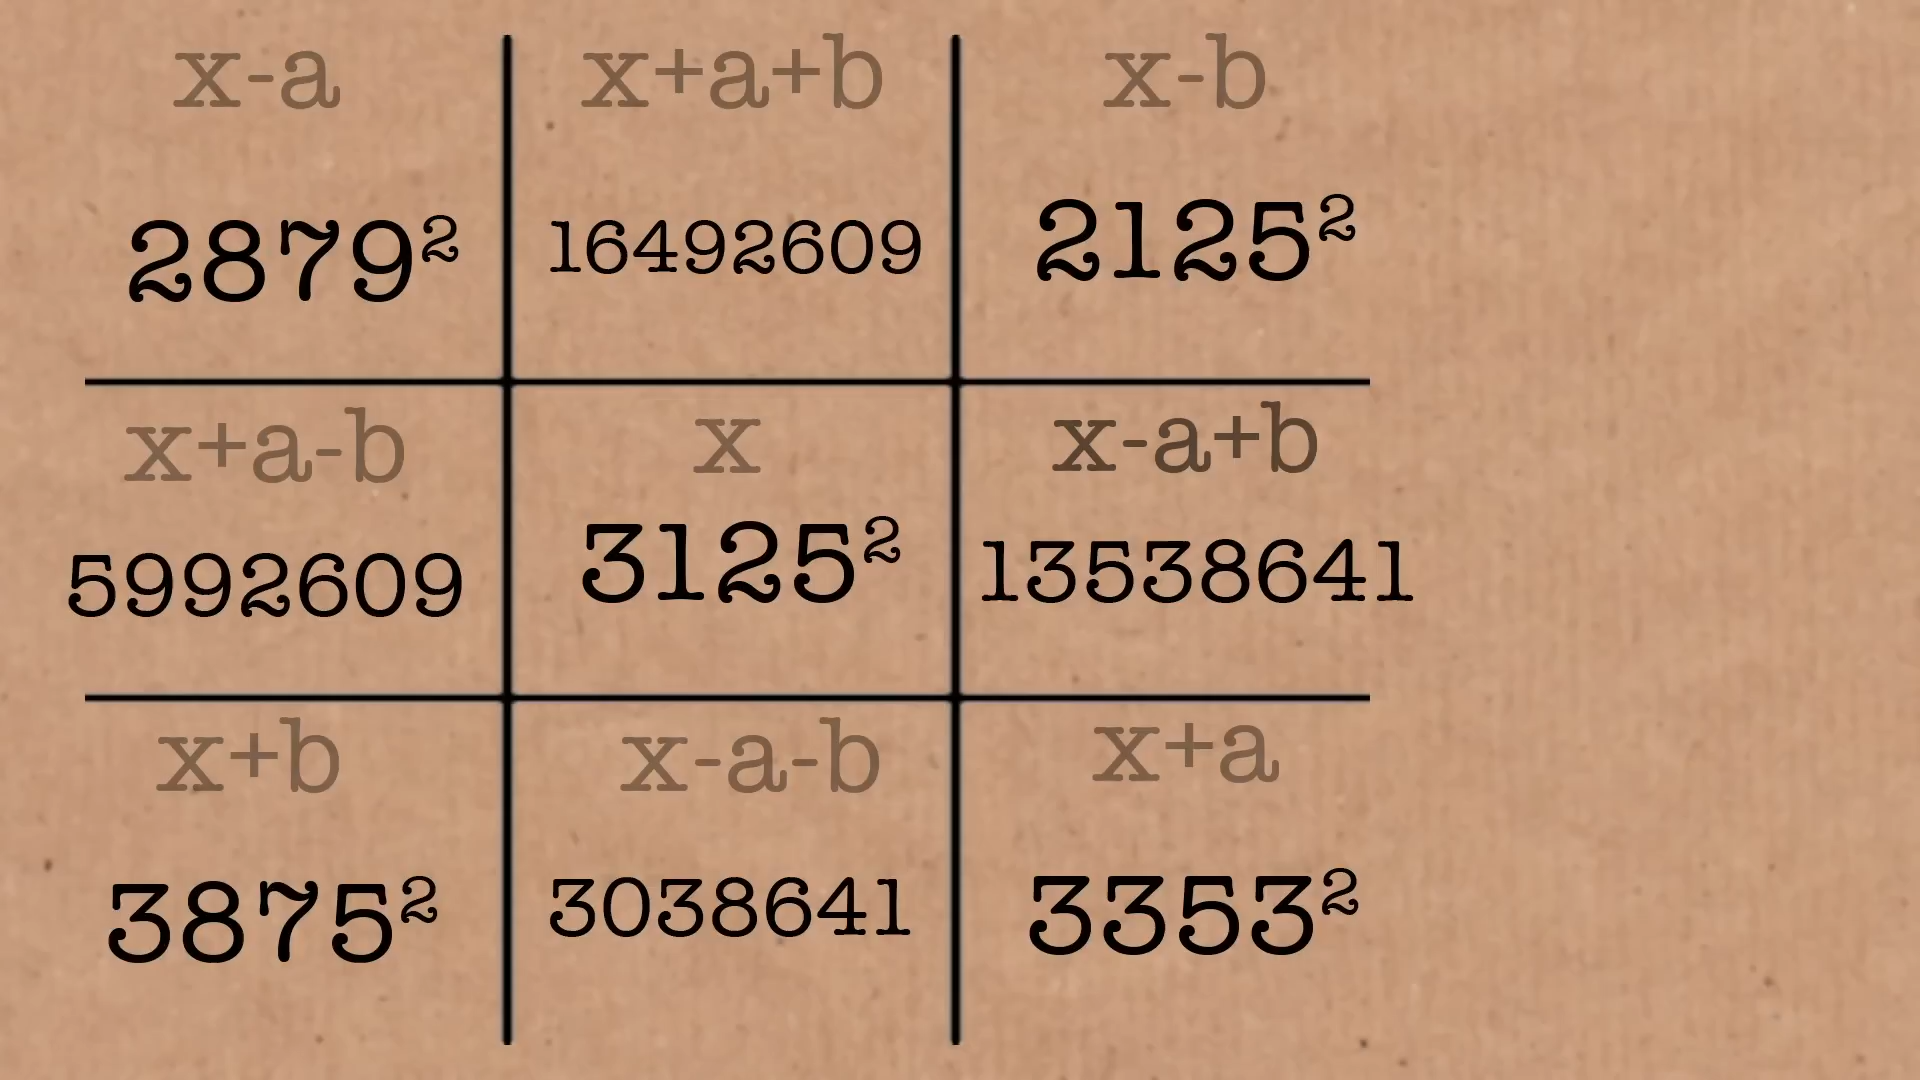 x-a x+a+b x-b
2879² 16492609 2125²
x+a-b x x-a+b
5992609 3125² 13538641
x+b x-a-b x+a
3875² 3038641 3353²